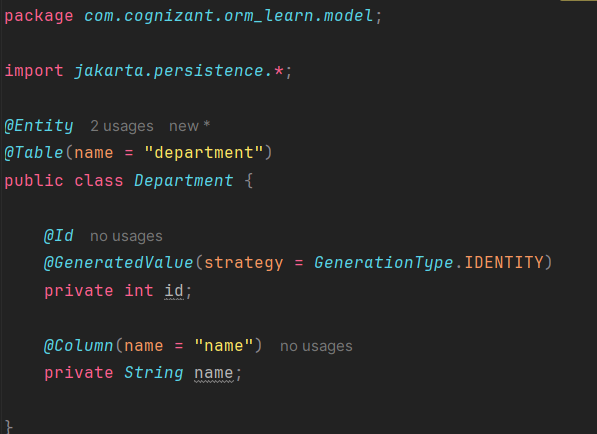 package com.cognizant.orm_learn.model;
import jakarta.persistence.*;
@Entity 2 usages new *
@Table(name = "department")
public class Department {
@Id no usages
@GeneratedValue(strategy = GenerationType.IDENTITY)
private int id;
@Column(name = "name") no usages
private String name;
}